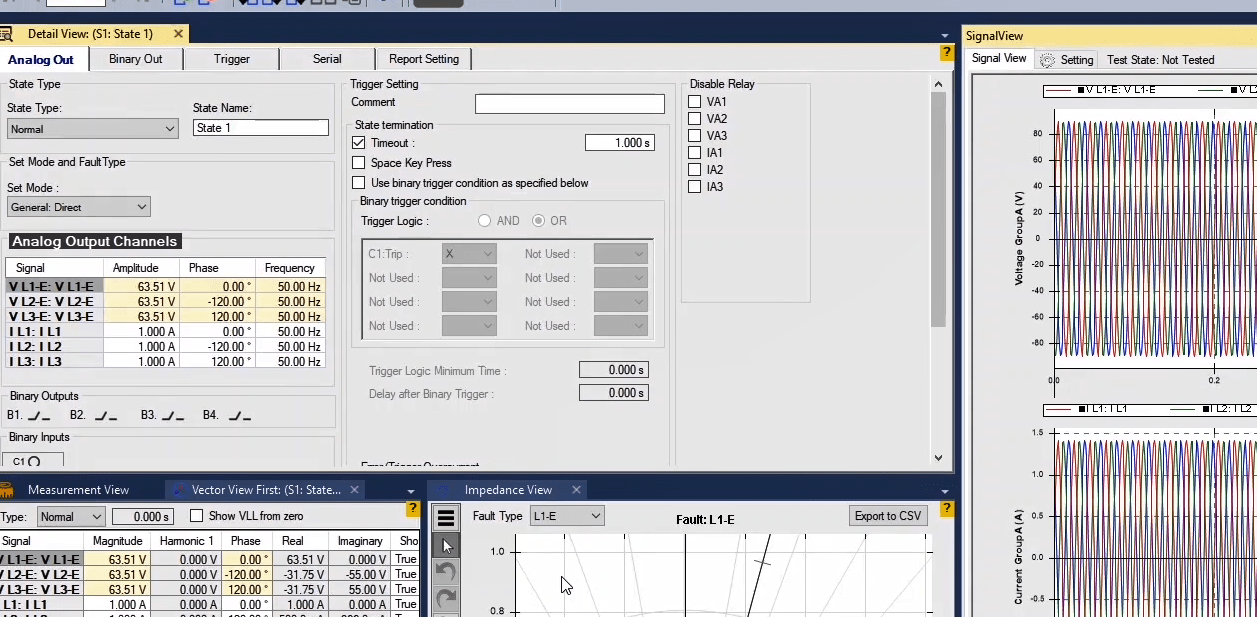 Detail View: (S1: State 1)
Analog Out Binary Out Trigger Serial Report Setting
State Type
State Type:
Normal
State Name:
State 1
Set Mode and FaultType
Set Mode :
General: Direct
Analog Output Channels
Signal Amplitude Phase Frequency
V L1-E: V L1-E 63.51 V 0.00 ° 50.00 Hz
V L2-E: V L2-E 63.51 V -120.00 ° 50.00 Hz
V L3-E: V L3-E 63.51 V 120.00 ° 50.00 Hz
I L1: I L1 1.000 A 0.00 ° 50.00 Hz
I L2: I L2 1.000 A -120.00 ° 50.00 Hz
I L3: I L3 1.000 A 120.00 ° 50.00 Hz
Binary Outputs
B1. B2. B3. B4.
Binary Inputs
C1
Trigger Setting
Comment
State termination
Timeout : 1.000 s
Space Key Press
Use binary trigger condition as specified below
Binary trigger condition
Trigger Logic : AND OR
C1:Trip : X Not Used :
Not Used : Not Used :
Not Used : Not Used :
Not Used : Not Used :
Trigger Logic Minimum Time : 0.000 s
Delay after Binary Trigger : 0.000 s
Error/Trigger Overcurrent
Disable Relay
VA1
VA2
VA3
IA1
IA2
IA3
?
SignalView
Signal View Setting Test State: Not Tested
V L1-E: V L1-E
Voltage GroupA (V)
80
60
40
20
0
-20
-40
-60
-80
0.0 0.2
I L1: I L1 I L2: I L2
Current GroupA (A)
1.5
1.0
0.5
0.0
-0.5
Measurement View Vector View First: (S1: State...
?
Type: Normal 0.000 s Show VLL from zero
Signal Magnitude Harmonic 1 Phase Real Imaginary Sho
V L1-E: V L1-E 63.51 V 0.000 V 0.00 ° 63.51 V 0.000 V True
V L2-E: V L2-E 63.51 V 0.000 V -120.00 ° -31.75 V -55.00 V True
V L3-E: V L3-E 63.51 V 0.000 V 120.00 ° -31.75 V 55.00 V True
L1: I L1 1.000 A 0.000 A 0.00 ° 1.000 A 0.000 A True
Impedance View
?
Fault Type L1-E Fault: L1-E Export to CSV
1.0
0.8